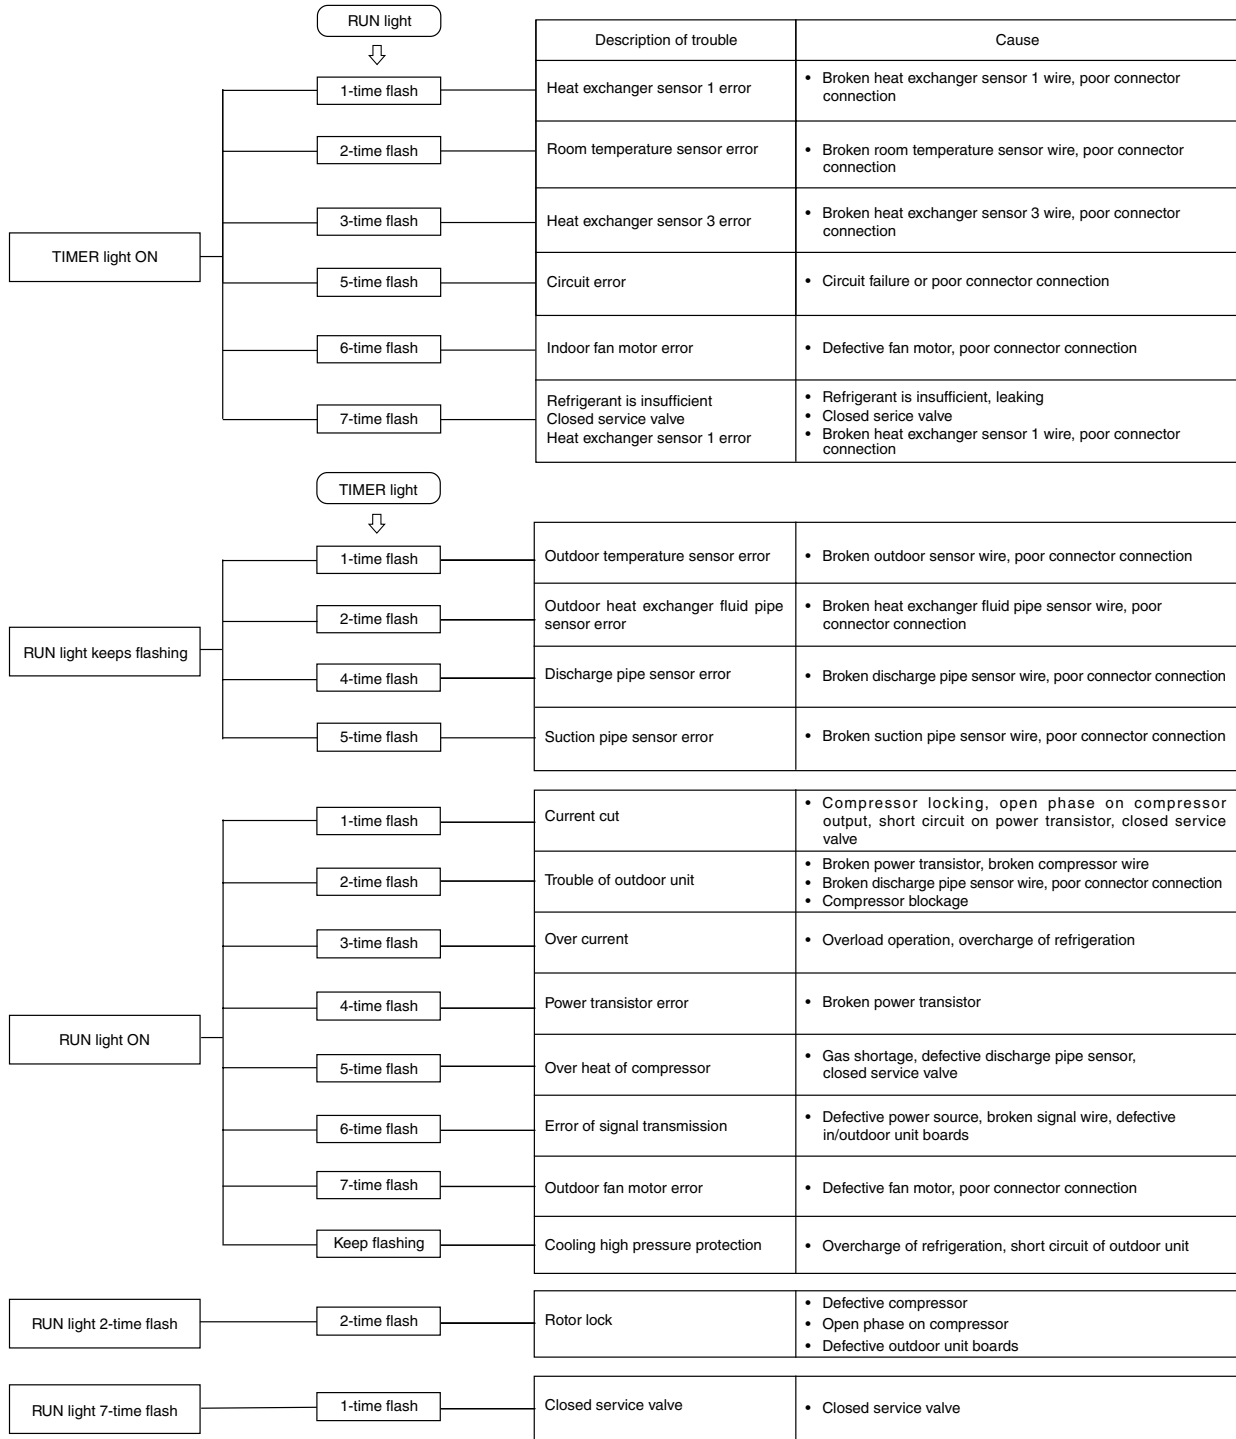 RUN light
Description of trouble
Cause
1-time flash
Heat exchanger sensor 1 error
• Broken heat exchanger sensor 1 wire, poor connector
connection
2-time flash
Room temperature sensor error
• Broken room temperature sensor wire, poor connector
connection
3-time flash
Heat exchanger sensor 3 error
• Broken heat exchanger sensor 3 wire, poor connector
connection
TIMER light ON
5-time flash
Circuit error
• Circuit failure or poor connector connection
6-time flash
Indoor fan motor error
• Defective fan motor, poor connector connection
7-time flash
Refrigerant is insufficient
Closed service valve
Heat exchanger sensor 1 error
• Refrigerant is insufficient, leaking
• Closed serice valve
• Broken heat exchanger sensor 1 wire, poor connector
connection
TIMER light
1-time flash
Outdoor temperature sensor error
• Broken outdoor sensor wire, poor connector connection
2-time flash
Outdoor heat exchanger fluid pipe
sensor error
• Broken heat exchanger fluid pipe sensor wire, poor
connector connection
RUN light keeps flashing
4-time flash
Discharge pipe sensor error
• Broken discharge pipe sensor wire, poor connector connection
5-time flash
Suction pipe sensor error
• Broken suction pipe sensor wire, poor connector connection
1-time flash
Current cut
• Compressor locking, open phase on compressor
output, short circuit on power transistor, closed service
valve
2-time flash
Trouble of outdoor unit
• Broken power transistor, broken compressor wire
• Broken discharge pipe sensor wire, poor connector connection
• Compressor blockage
3-time flash
Over current
• Overload operation, overcharge of refrigeration
4-time flash
Power transistor error
• Broken power transistor
RUN light ON
5-time flash
Over heat of compressor
• Gas shortage, defective discharge pipe sensor,
closed service valve
6-time flash
Error of signal transmission
• Defective power source, broken signal wire, defective
in/outdoor unit boards
7-time flash
Outdoor fan motor error
• Defective fan motor, poor connector connection
Keep flashing
Cooling high pressure protection
• Overcharge of refrigeration, short circuit of outdoor unit
RUN light 2-time flash
2-time flash
Rotor lock
• Defective compressor
• Open phase on compressor
• Defective outdoor unit boards
RUN light 7-time flash
1-time flash
Closed service valve
• Closed service valve